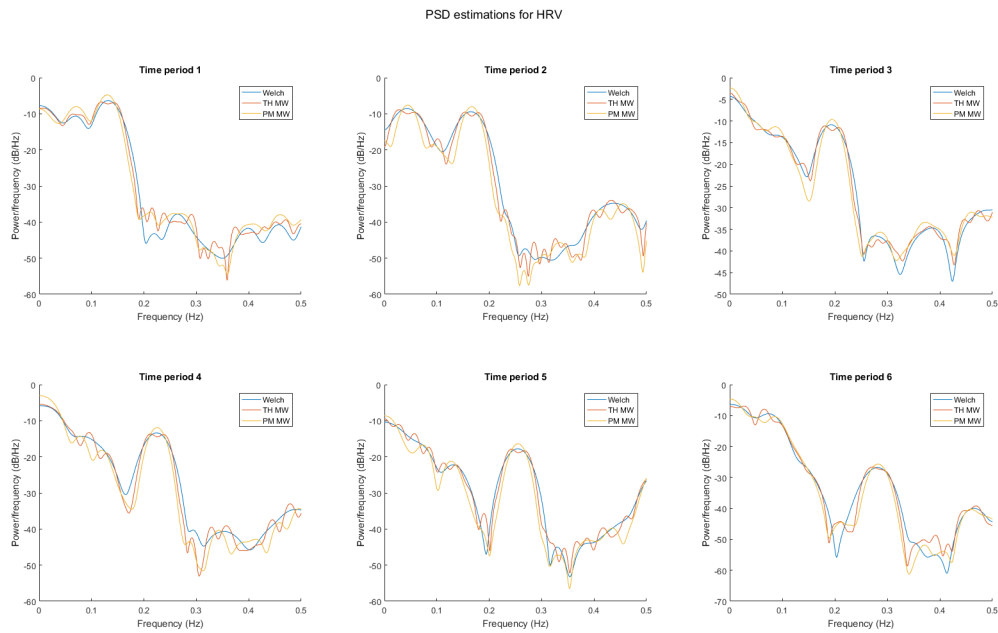 PSD estimations for HRV
Time period 1
Power/frequency (dB/Hz)
0
-10
-20
-30
-40
-50
-60
0 0.1 0.2 0.3 0.4 0.5
Frequency (Hz)
Welch
TH MW
PM MW
Time period 2
Power/frequency (dB/Hz)
0
-10
-20
-30
-40
-50
-60
0 0.1 0.2 0.3 0.4 0.5
Frequency (Hz)
Welch
TH MW
PM MW
Time period 3
Power/frequency (dB/Hz)
0
-5
-10
-15
-20
-25
-30
-35
-40
-45
-50
0 0.1 0.2 0.3 0.4 0.5
Frequency (Hz)
Welch
TH MW
PM MW
Time period 4
Power/frequency (dB/Hz)
0
-10
-20
-30
-40
-50
-60
0 0.1 0.2 0.3 0.4 0.5
Frequency (Hz)
Welch
TH MW
PM MW
Time period 5
Power/frequency (dB/Hz)
0
-10
-20
-30
-40
-50
-60
0 0.1 0.2 0.3 0.4 0.5
Frequency (Hz)
Welch
TH MW
PM MW
Time period 6
Power/frequency (dB/Hz)
0
-10
-20
-30
-40
-50
-60
-70
0 0.1 0.2 0.3 0.4 0.5
Frequency (Hz)
Welch
TH MW
PM MW